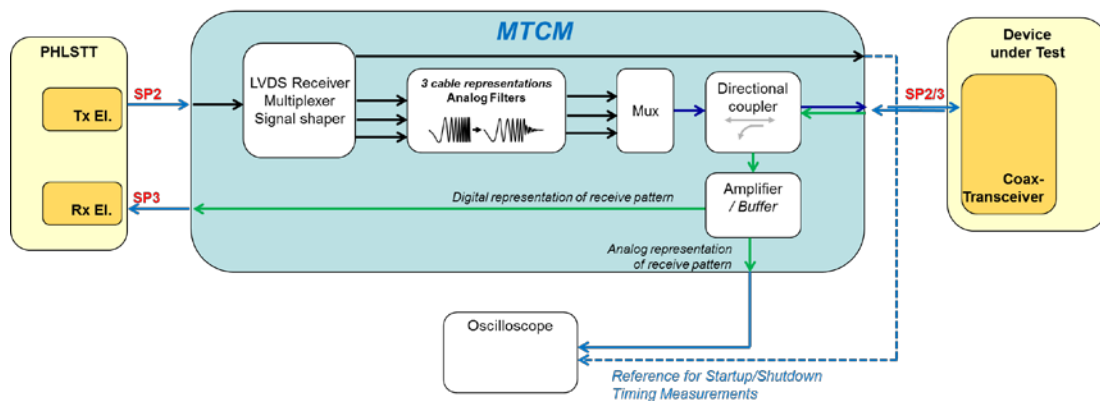 MTCM
PHLSTT
Tx El.
Rx El.
SP2
SP3
LVDS Receiver
Multiplexer
Signal shaper
3 cable representations
Analog Filters
Mux
Directional
coupler
Amplifier
/ Buffer
Digital representation of receive pattern
Analog representation
of receive pattern
SP2/3
Device
under Test
Coax-
Transceiver
Oscilloscope
Reference for Startup/Shutdown
Timing Measurements